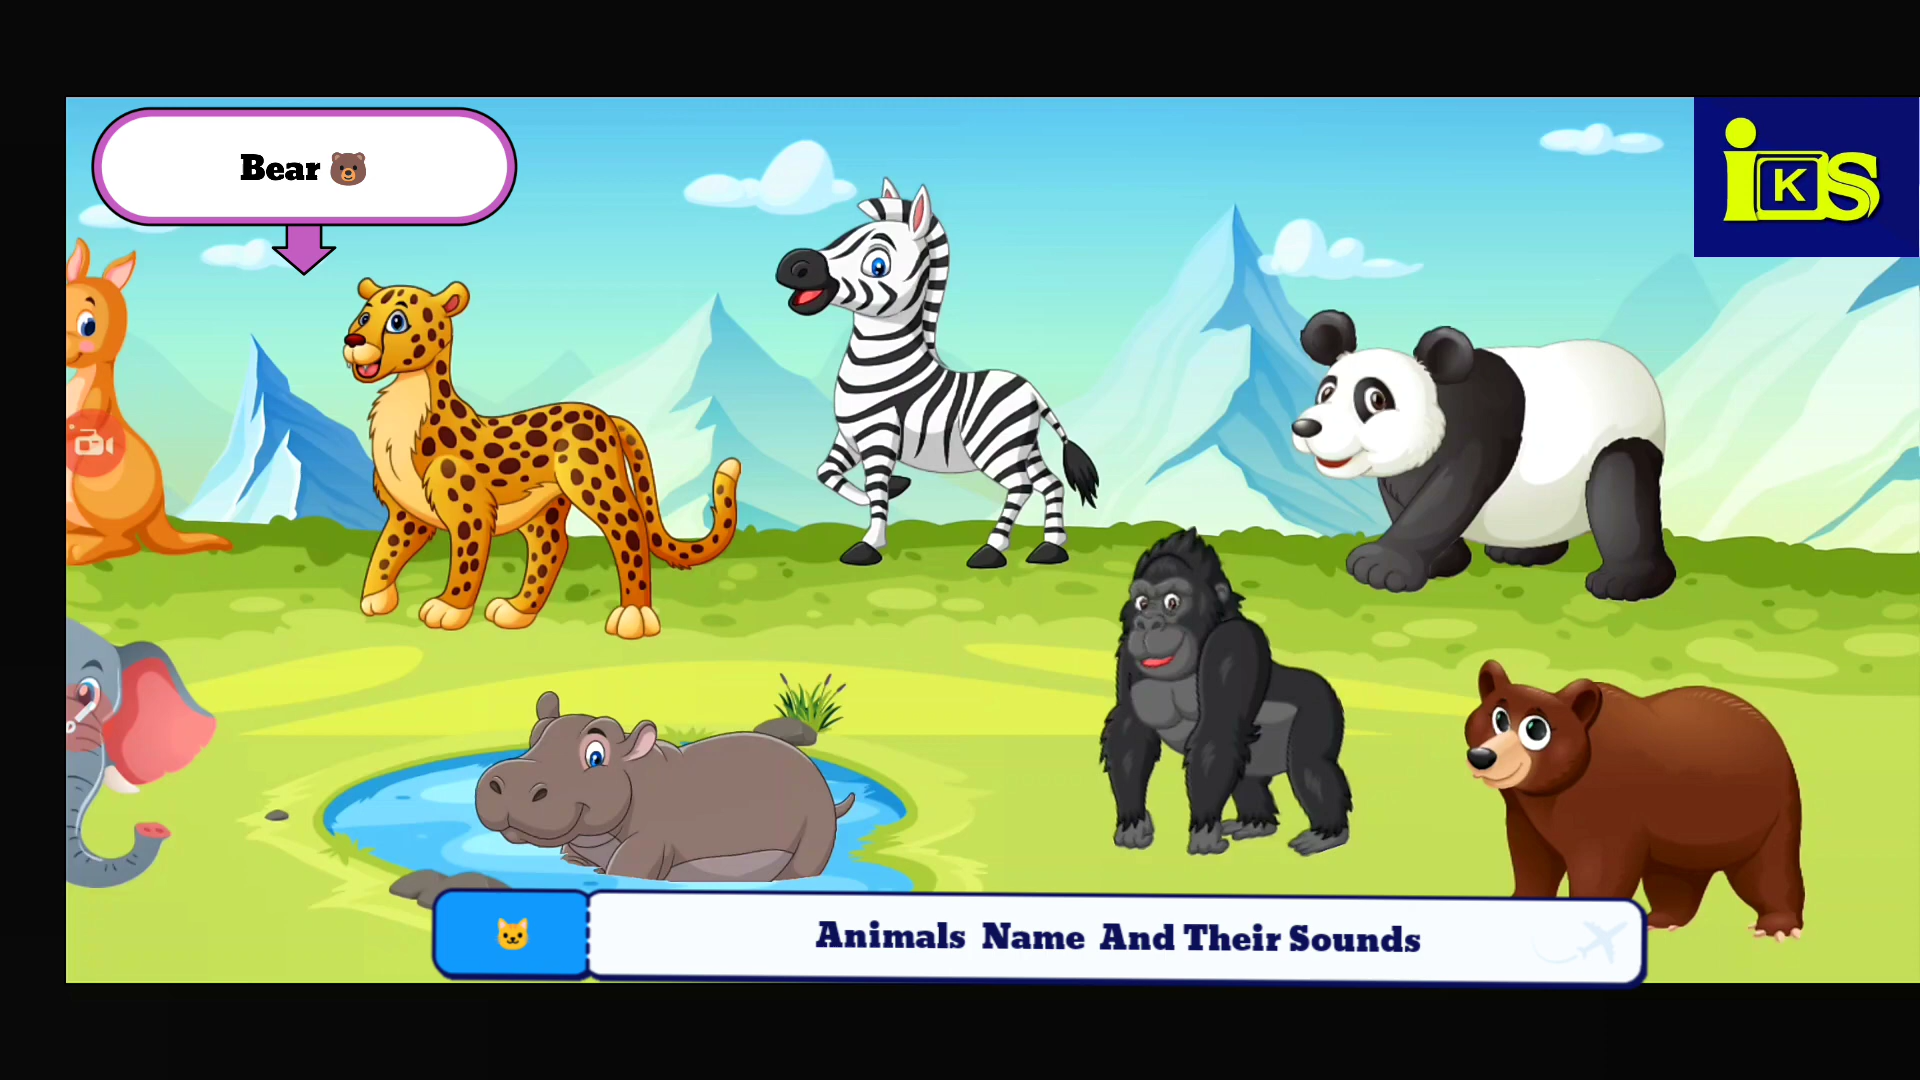 Bear 🐻
iKS
Animals Name And Their Sounds